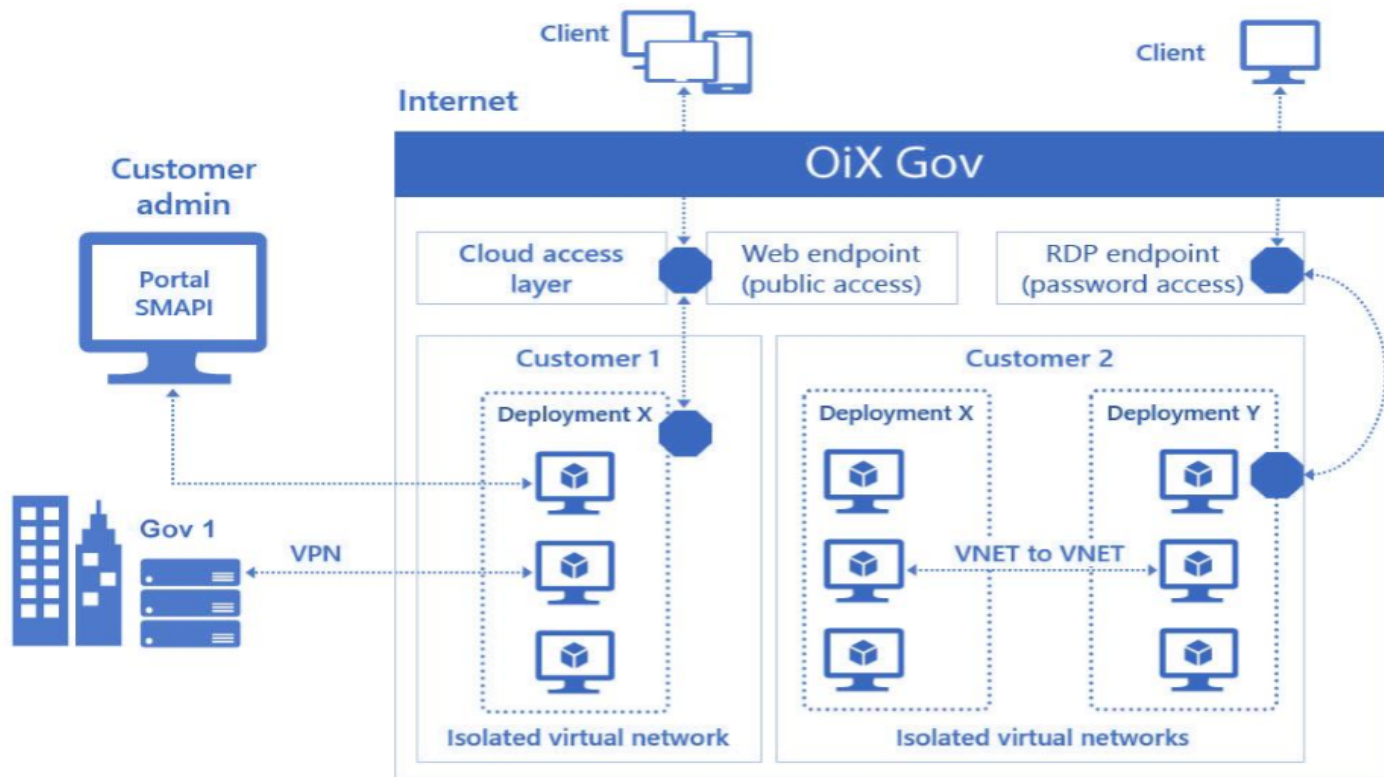 Client
Client
Internet
OiX Gov
Customer
admin
Portal
SMAPI
Cloud access
layer
Web endpoint
(public access)
RDP endpoint
(password access)
Customer 1
Customer 2
Deployment X
Deployment X
Deployment Y
Gov 1
VPN
VNET to VNET
Isolated virtual network
Isolated virtual networks